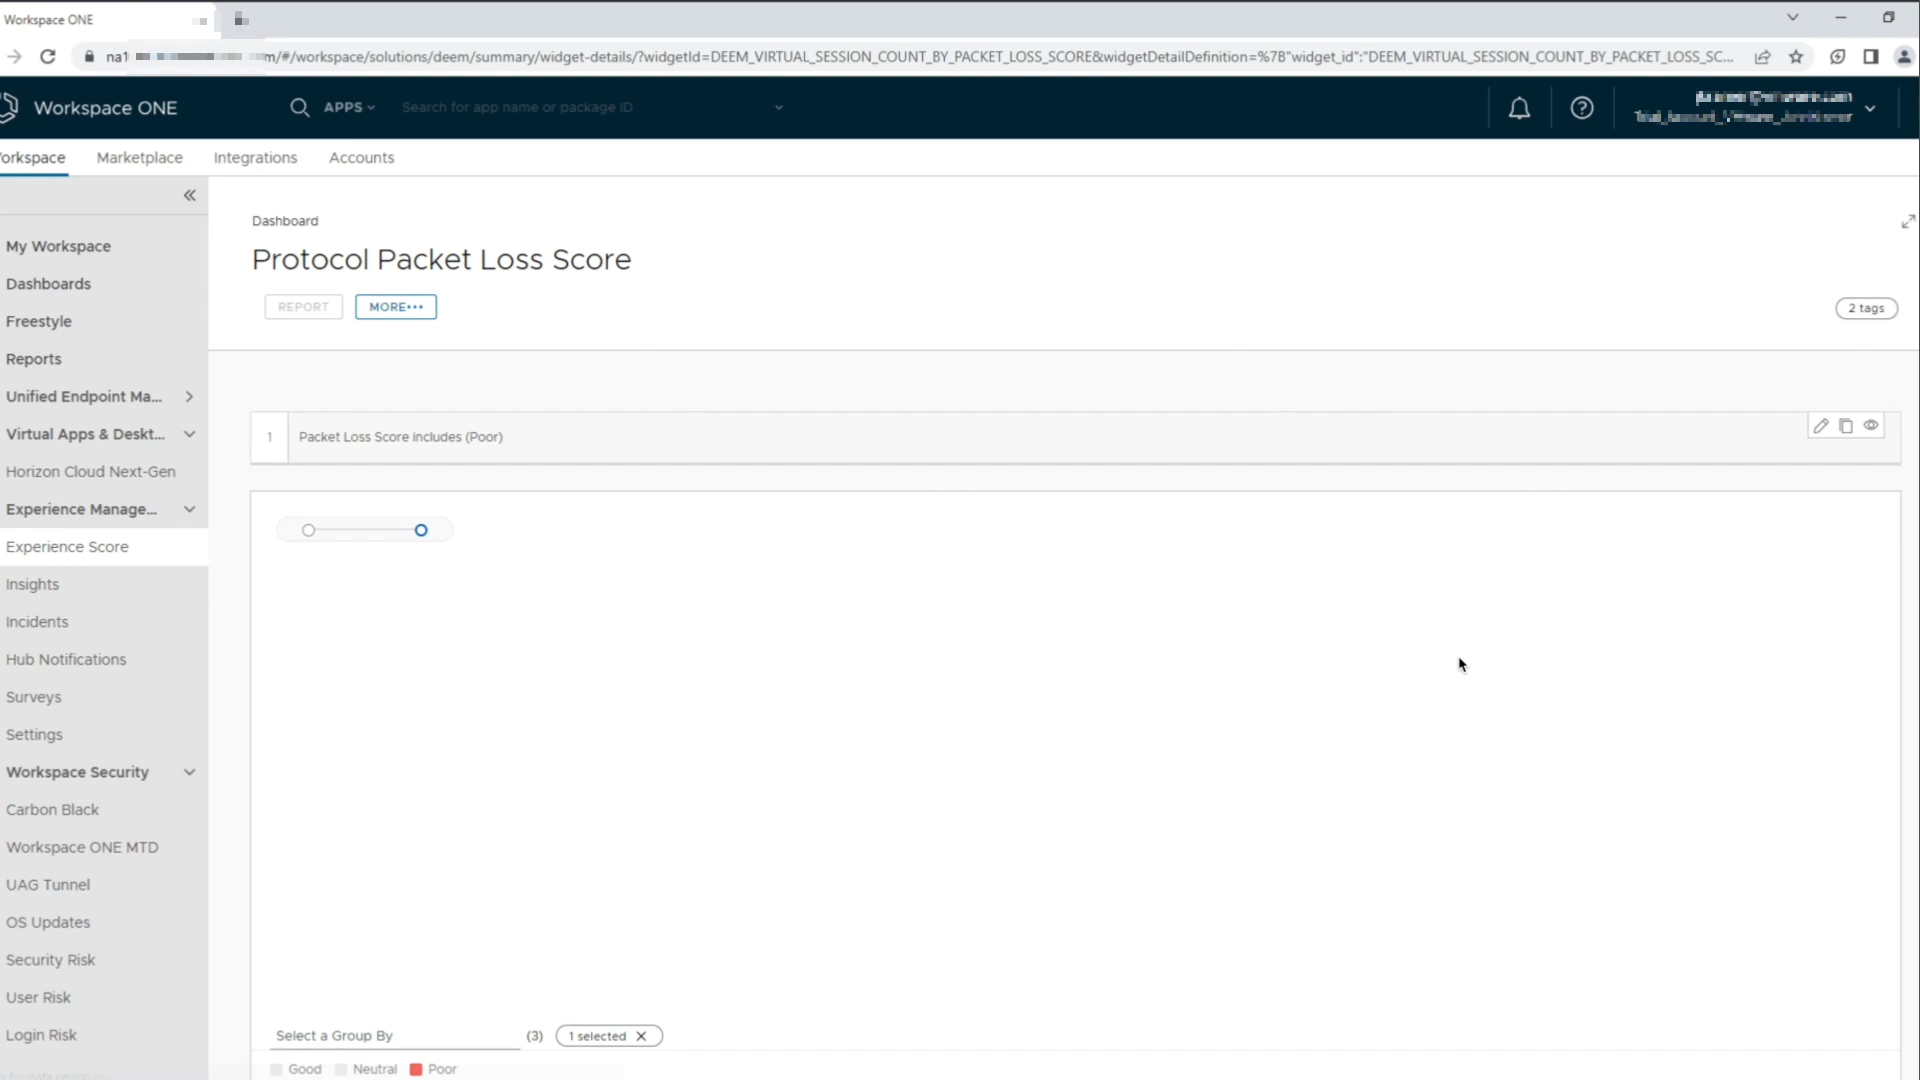 Workspace ONE
na1
m/#/workspace/solutions/deem/summary/widget-details/?widgetId=DEEM_VIRTUAL_SESSION_COUNT_BY_PACKET_LOSS_SCORE&widgetDetailDefinition=%7B"widget_id":"DEEM_VIRTUAL_SESSION_COUNT_BY_PACKET_LOSS_SC...
Workspace ONE
APPS
Search for app name or package ID
orkspace
Marketplace
Integrations
Accounts
My Workspace
Dashboards
Freestyle
Reports
Unified Endpoint Ma...
Virtual Apps & Deskt...
Horizon Cloud Next-Gen
Experience Manage...
Experience Score
Insights
Incidents
Hub Notifications
Surveys
Settings
Workspace Security
Carbon Black
Workspace ONE MTD
UAG Tunnel
OS Updates
Security Risk
User Risk
Login Risk
Dashboard
Protocol Packet Loss Score
REPORT
MORE•••
2 tags
1
Packet Loss Score includes (Poor)
Select a Group By
(3)
1 selected
Good
Neutral
Poor